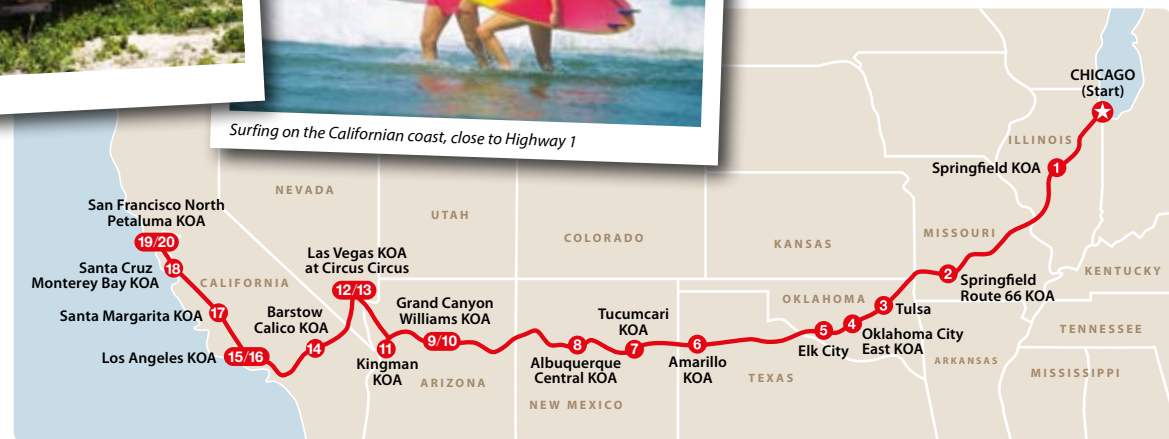 Surfing on the Californian coast, close to Highway 1
CHICAGO
(Start)
ILLINOIS
Springfield KOA
1
NEVADA
UTAH
COLORADO
KANSAS
MISSOURI
KENTUCKY
San Francisco North
Petaluma KOA
19/20
Santa Cruz
Monterey Bay KOA
18
CALIFORNIA
Las Vegas KOA
at Circus Circus
12/13
2
Springfield
Route 66 KOA
OKLAHOMA
3
Tulsa
Santa Margarita KOA
17
Barstow
Calico KOA
14
Grand Canyon
Williams KOA
9/10
Tucumcari
KOA
7
4
Oklahoma City
East KOA
5
Elk City
TENNESSEE
Los Angeles KOA
15/16
11
Kingman
KOA
ARIZONA
8
Albuquerque
Central KOA
6
Amarillo
KOA
TEXAS
ARKANSAS
MISSISSIPPI
NEW MEXICO